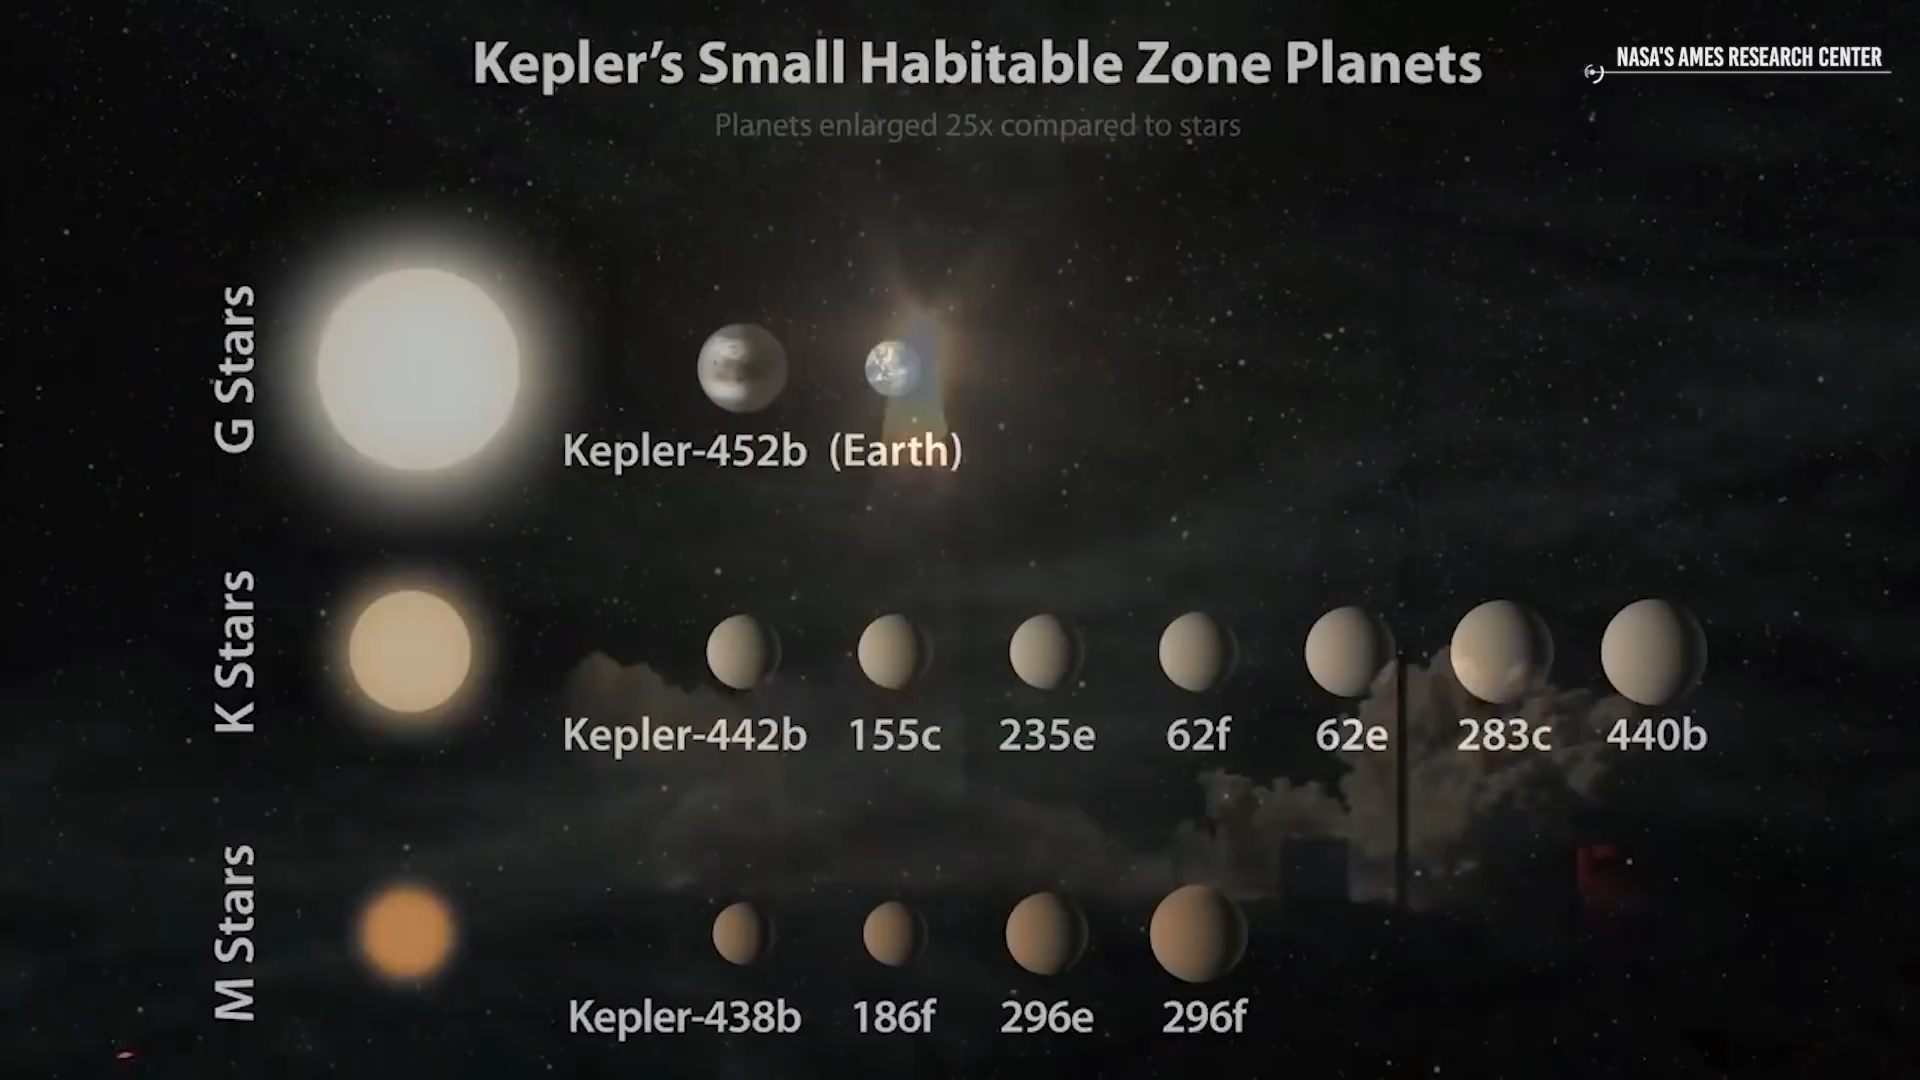 Kepler's Small Habitable Zone Planets
NASA'S AMES RESEARCH CENTER
Planets enlarged 25x compared to stars
G Stars
Kepler-452b (Earth)
K Stars
Kepler-442b 155c 235e 62f 62e 283c 440b
M Stars
Kepler-438b 186f 296e 296f